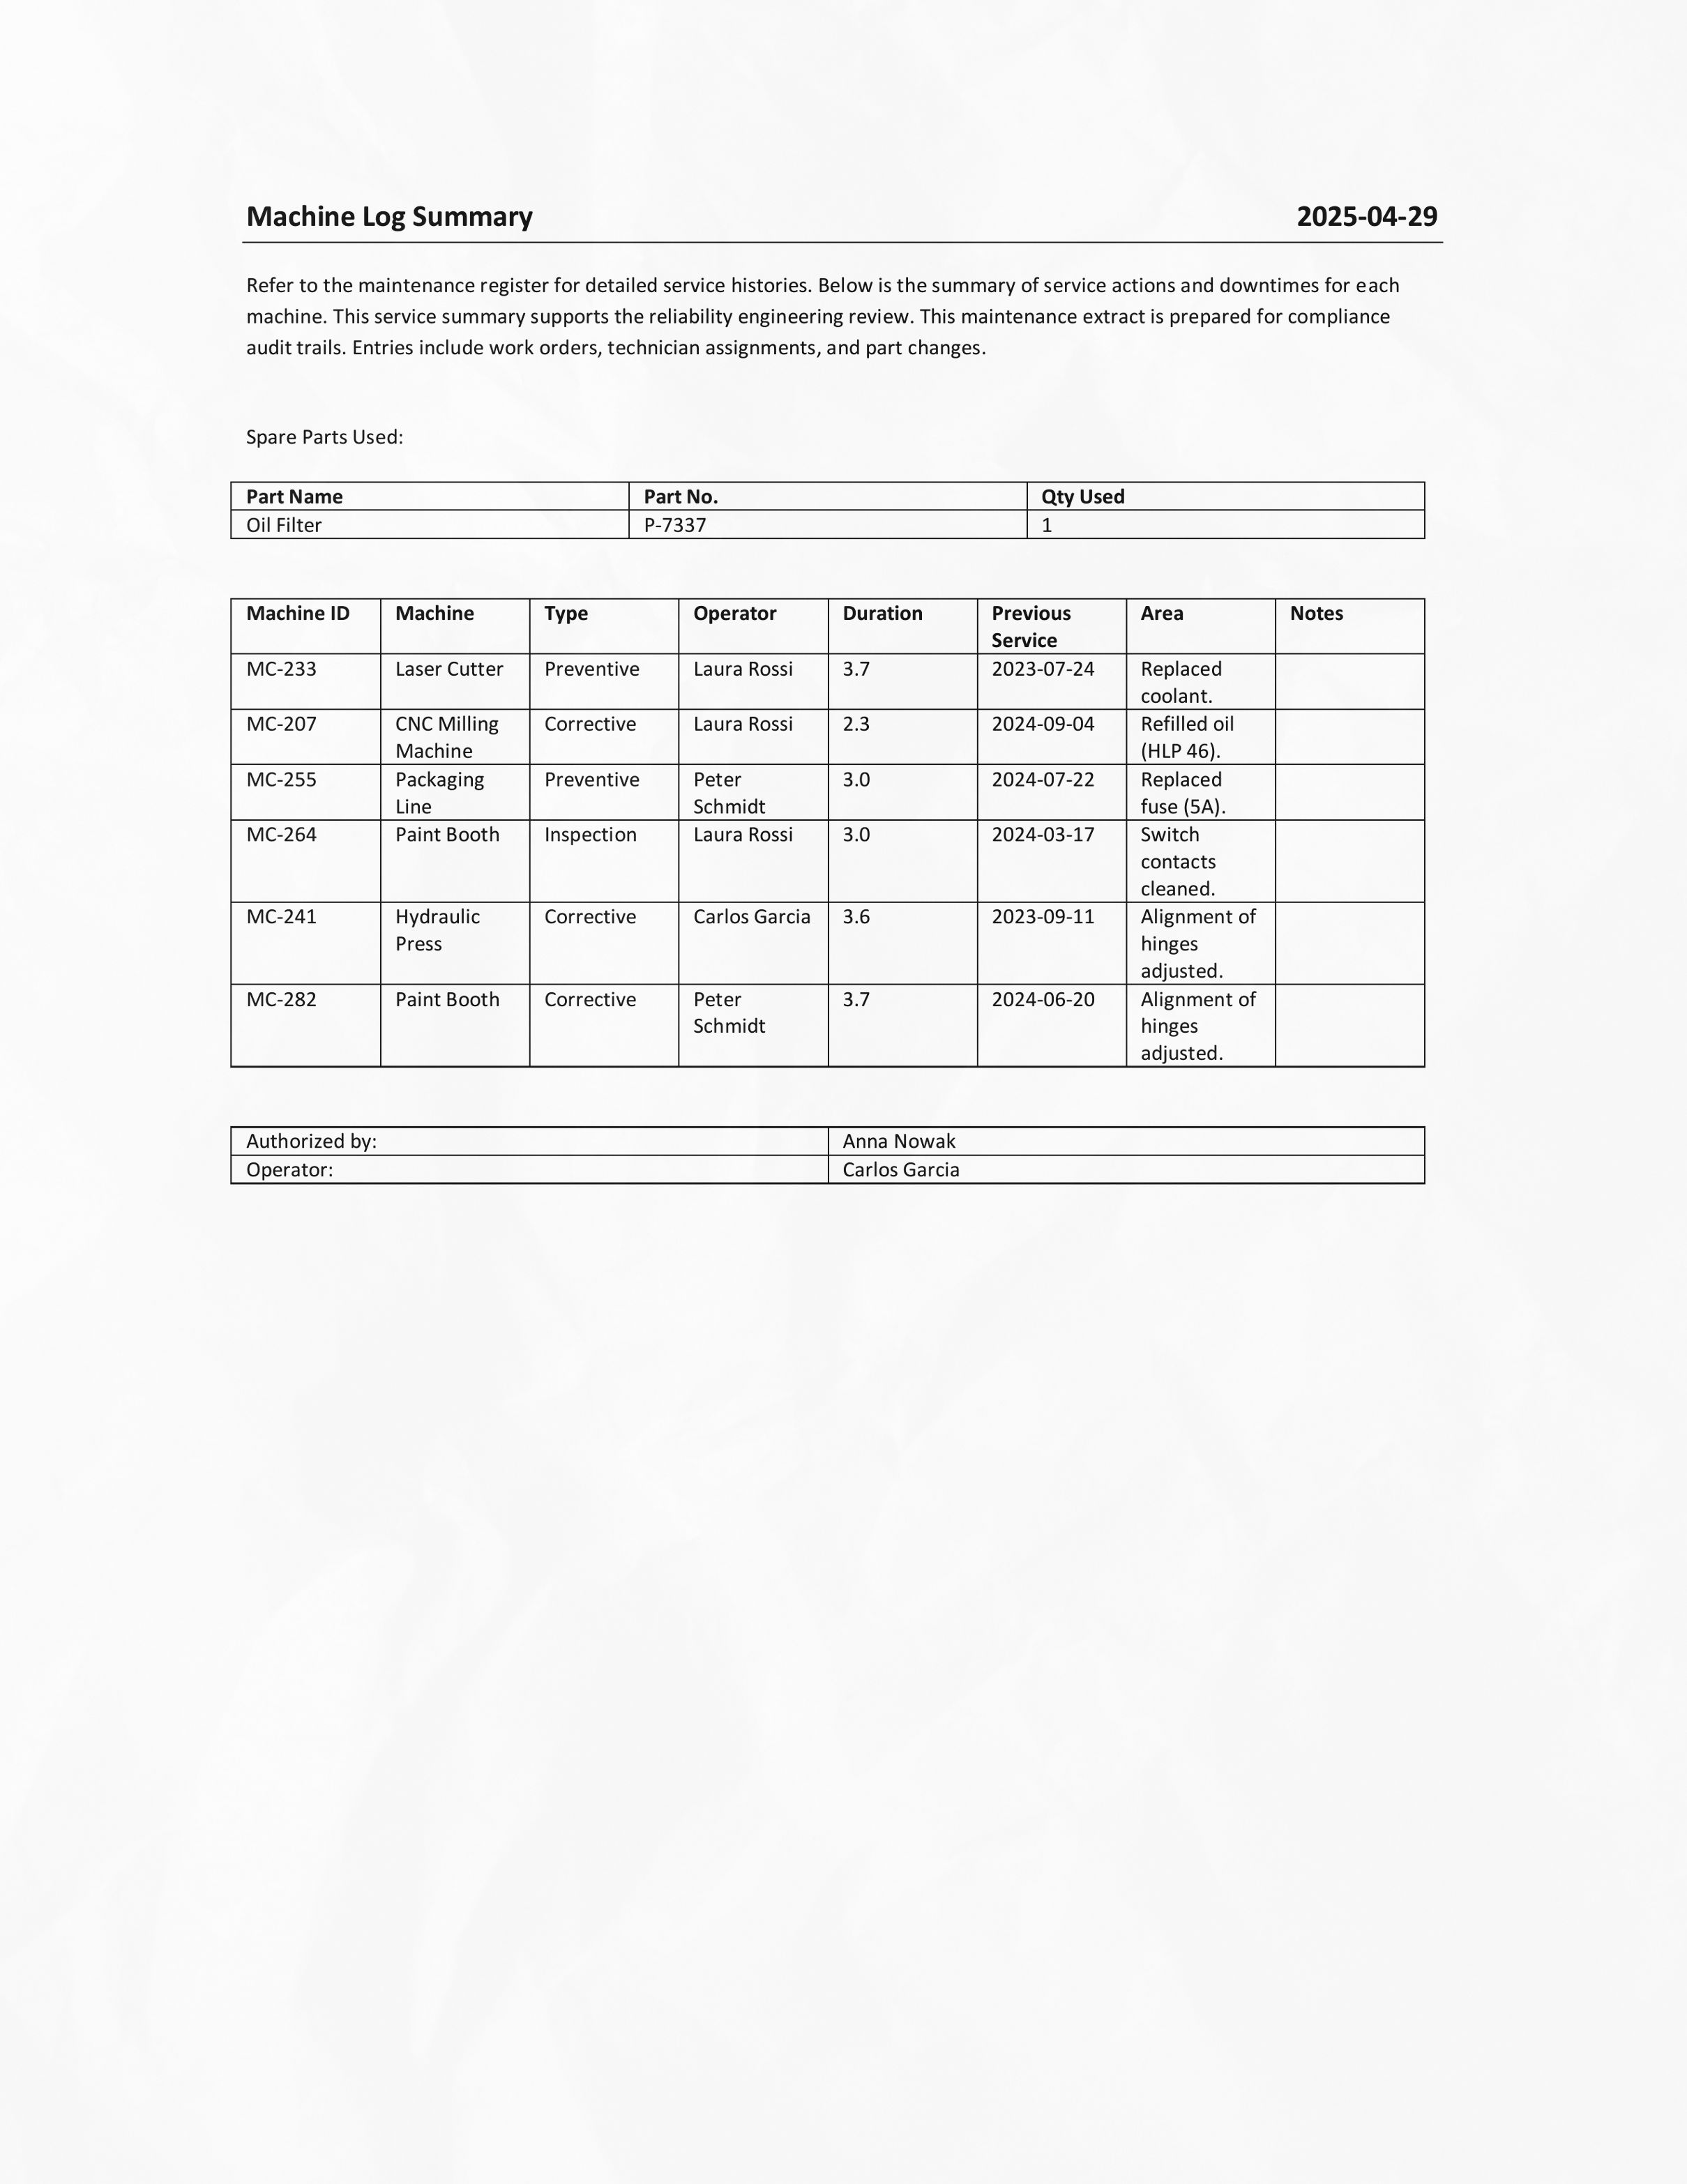 Machine Log Summary 2025-04-29
Refer to the maintenance register for detailed service histories. Below is the summary of service actions and downtimes for each
machine. This service summary supports the reliability engineering review. This maintenance extract is prepared for compliance
audit trails. Entries include work orders, technician assignments, and part changes.
Spare Parts Used:
Part Name Part No. Qty Used
Oil Filter P-7337 1
Machine ID Machine Type Operator Duration Previous Area Notes
Service
MC-233 Laser Cutter Preventive Laura Rossi 3.7 2023-07-24 Replaced
coolant.
MC-207 CNC Milling Corrective Laura Rossi 2.3 2024-09-04 Refilled oil
Machine (HLP 46).
MC-255 Packaging Preventive Peter 3.0 2024-07-22 Replaced
Line Schmidt fuse (5A).
MC-264 Paint Booth Inspection Laura Rossi 3.0 2024-03-17 Switch
contacts
cleaned.
MC-241 Hydraulic Corrective Carlos Garcia 3.6 2023-09-11 Alignment of
Press hinges
adjusted.
MC-282 Paint Booth Corrective Peter 3.7 2024-06-20 Alignment of
Schmidt hinges
adjusted.
Authorized by: Anna Nowak
Operator: Carlos Garcia